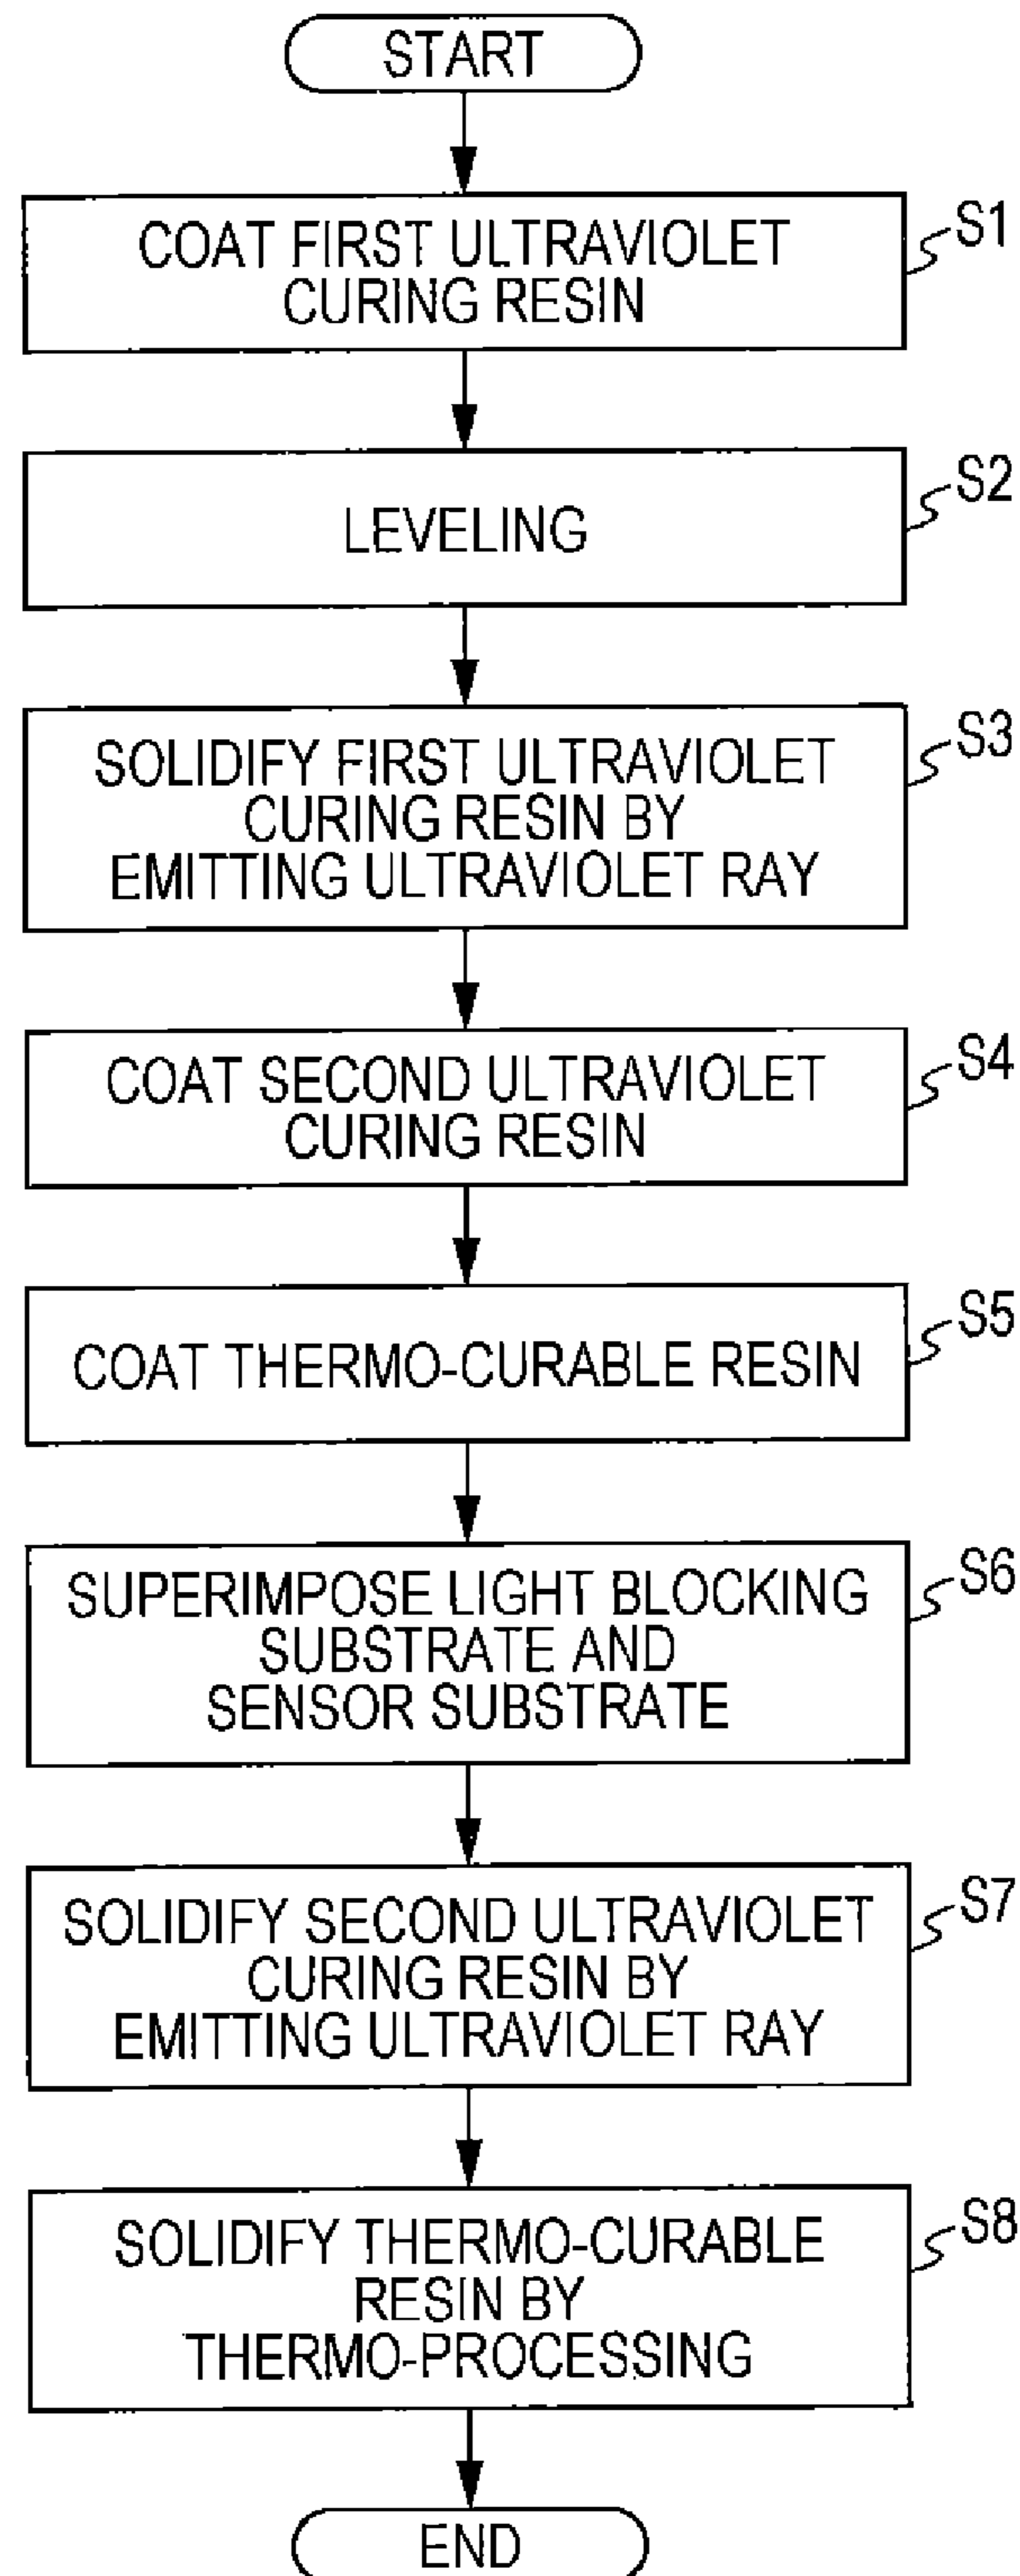 START
COAT FIRST ULTRAVIOLET
CURING RESIN
S1
LEVELING
S2
SOLIDIFY FIRST ULTRAVIOLET
CURING RESIN BY
EMITTING ULTRAVIOLET RAY
S3
COAT SECOND ULTRAVIOLET
CURING RESIN
S4
COAT THERMO-CURABLE RESIN
S5
SUPERIMPOSE LIGHT BLOCKING
SUBSTRATE AND
SENSOR SUBSTRATE
S6
SOLIDIFY SECOND ULTRAVIOLET
CURING RESIN BY
EMITTING ULTRAVIOLET RAY
S7
SOLIDIFY THERMO-CURABLE
RESIN BY
THERMO-PROCESSING
S8
END